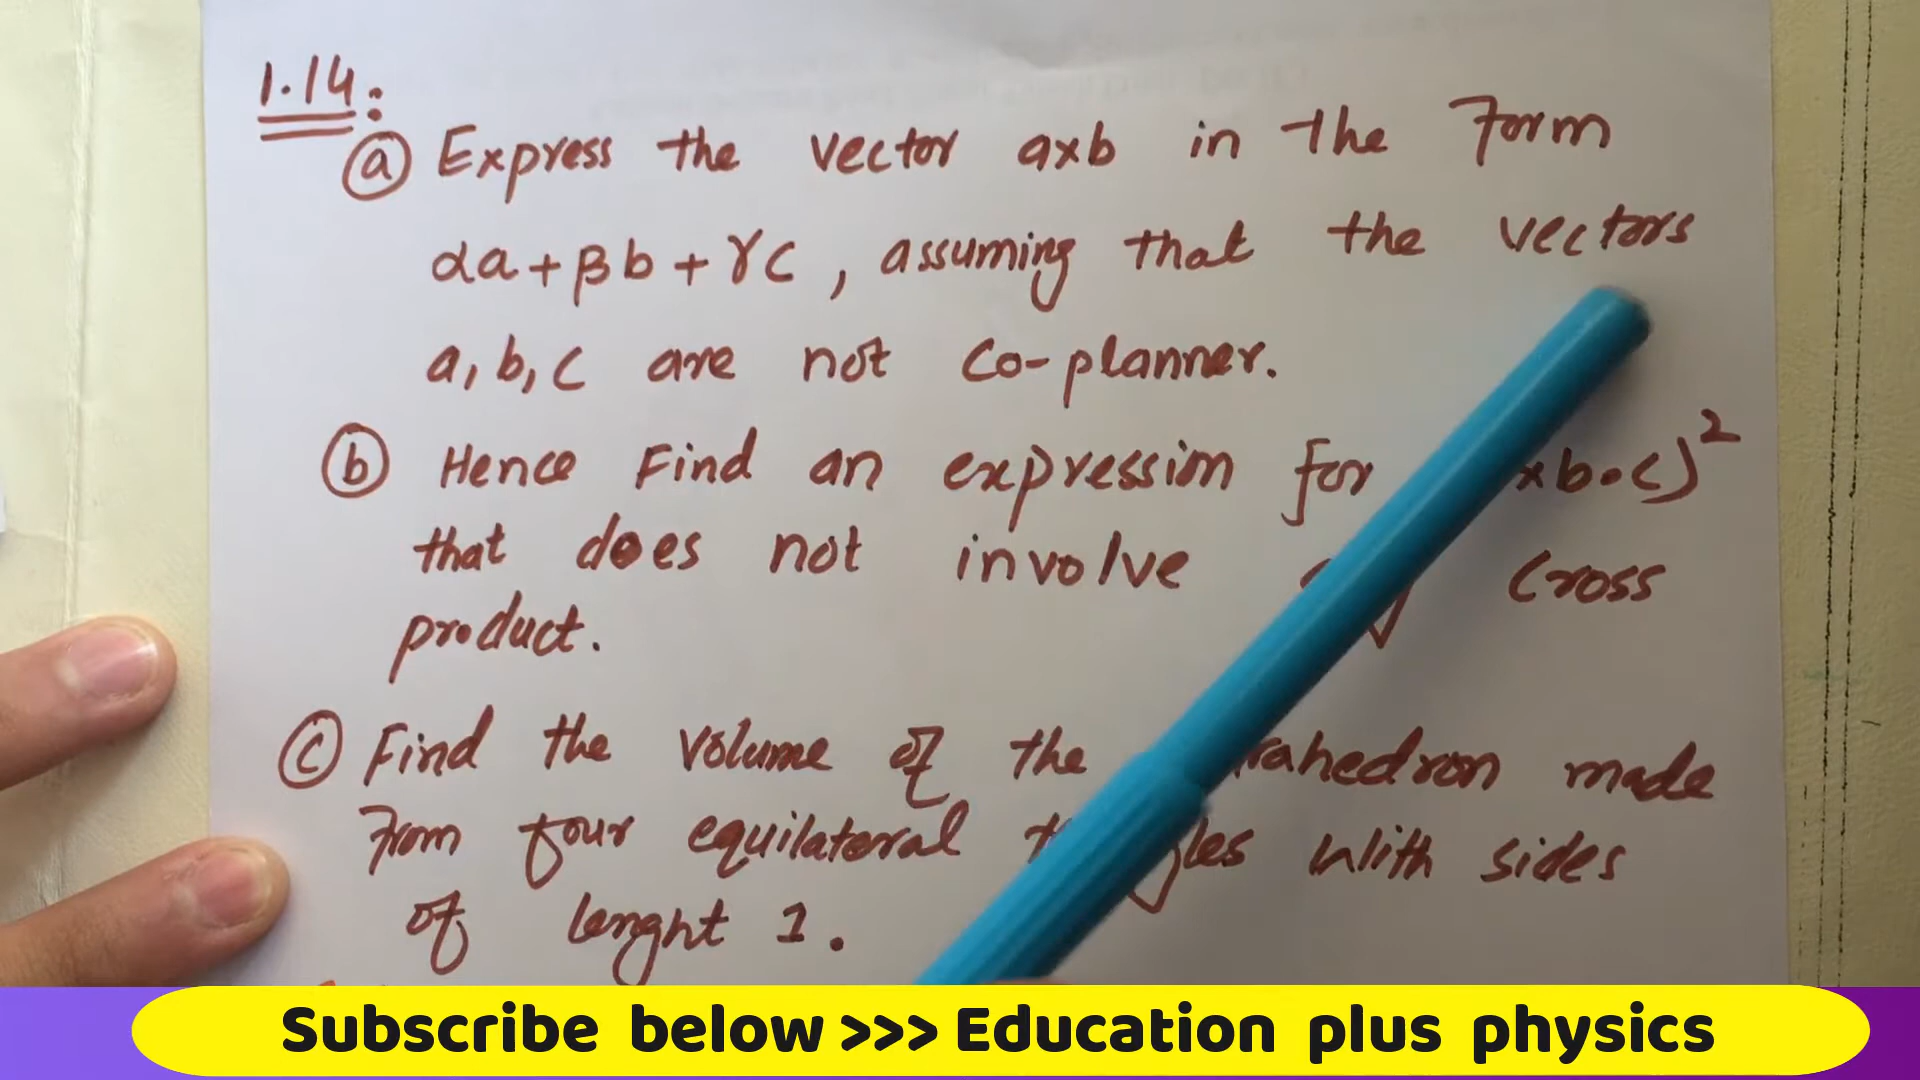 1.14:
(a) Express the vector axb in the Form
αa+βb+γc, assuming that the vectors
a,b,c are not co-planner.
(b) Hence Find an expression for xb•c)²
that does not involve cross
product.
(c) Find the volume of the rahedron made
From four equilateral les With sides
of lenght 1.
Subscribe below >>> Education plus physics